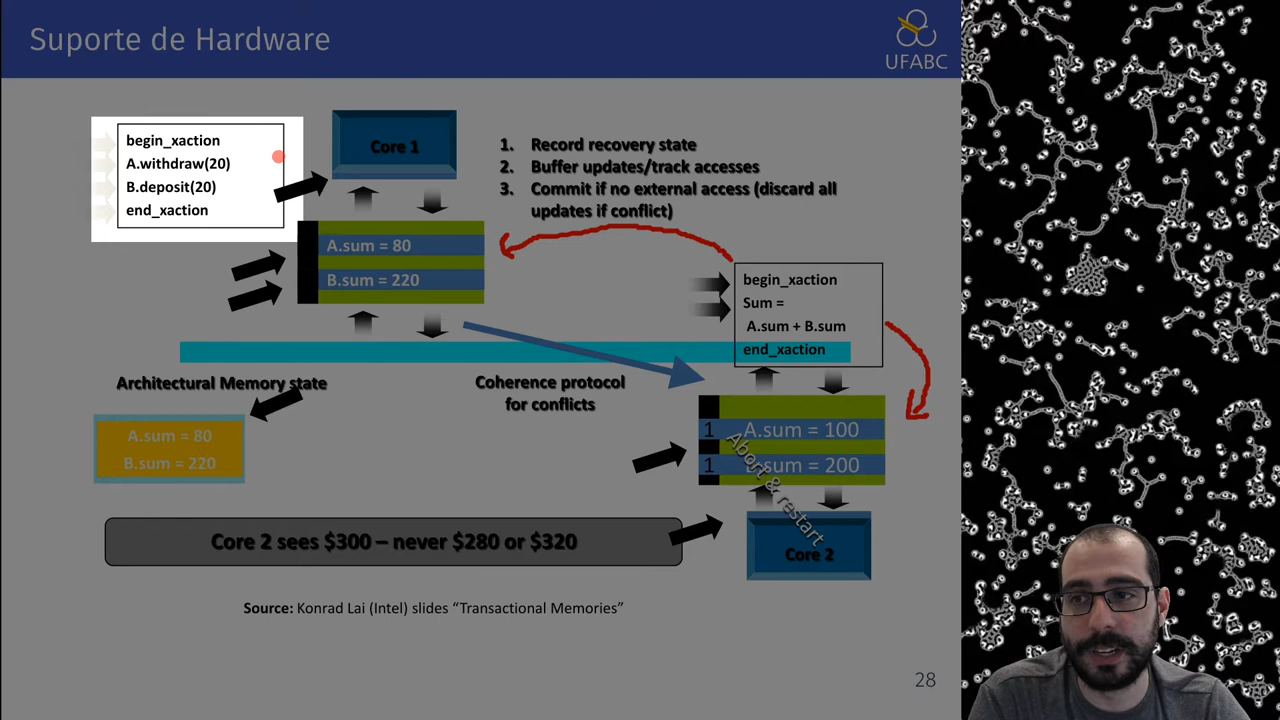 Suporte de Hardware
UFABC
begin_xaction
A.withdraw(20)
B.deposit(20)
end_xaction
Core 1
1. Record recovery state
2. Buffer updates/track accesses
3. Commit if no external access (discard all
updates if conflict)
A.sum = 80
B.sum = 220
begin_xaction
Sum =
A.sum + B.sum
end_xaction
Architectural Memory state
Coherence protocol
for conflicts
A.sum = 80
B.sum = 220
1 A.sum = 100
1 B.sum = 200
Abort & restart
Core 2 sees $300 – never $280 or $320
Core 2
Source: Konrad Lai (Intel) slides “Transactional Memories”
28